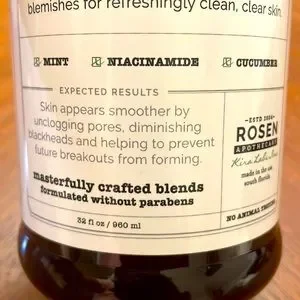 blemishes for refreshingly clean, clear skin.
MINT NIACINAMIDE CUCUMBER
EXPECTED RESULTS
Skin appears smoother by
unclogging pores, diminishing
blackheads and helping to prevent
future breakouts from forming.
masterfully crafted blends
formulated without parabens
32 fl oz / 960 ml
ESTD 2004
ROSEN
APOTHECARY
made in the usa
south florida
NO ANIMAL TESTING